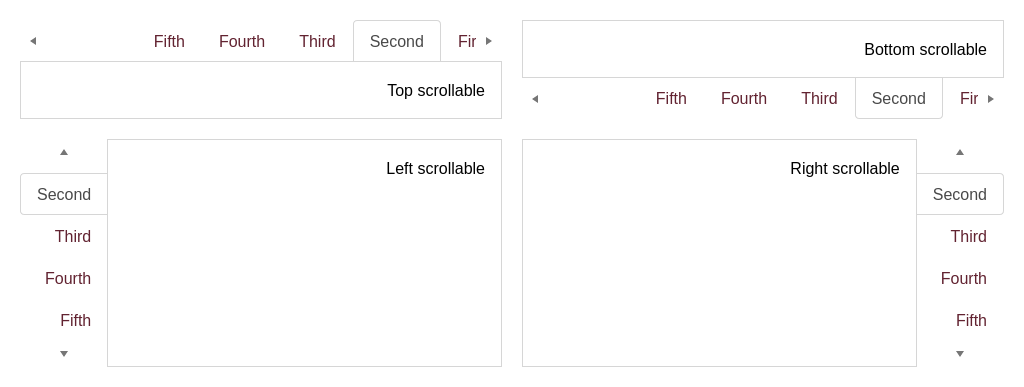 Fifth Fourth Third Second Fir
Top scrollable
Bottom scrollable
Fifth Fourth Third Second Fir
Left scrollable
Second
Third
Fourth
Fifth
Right scrollable
Second
Third
Fourth
Fifth